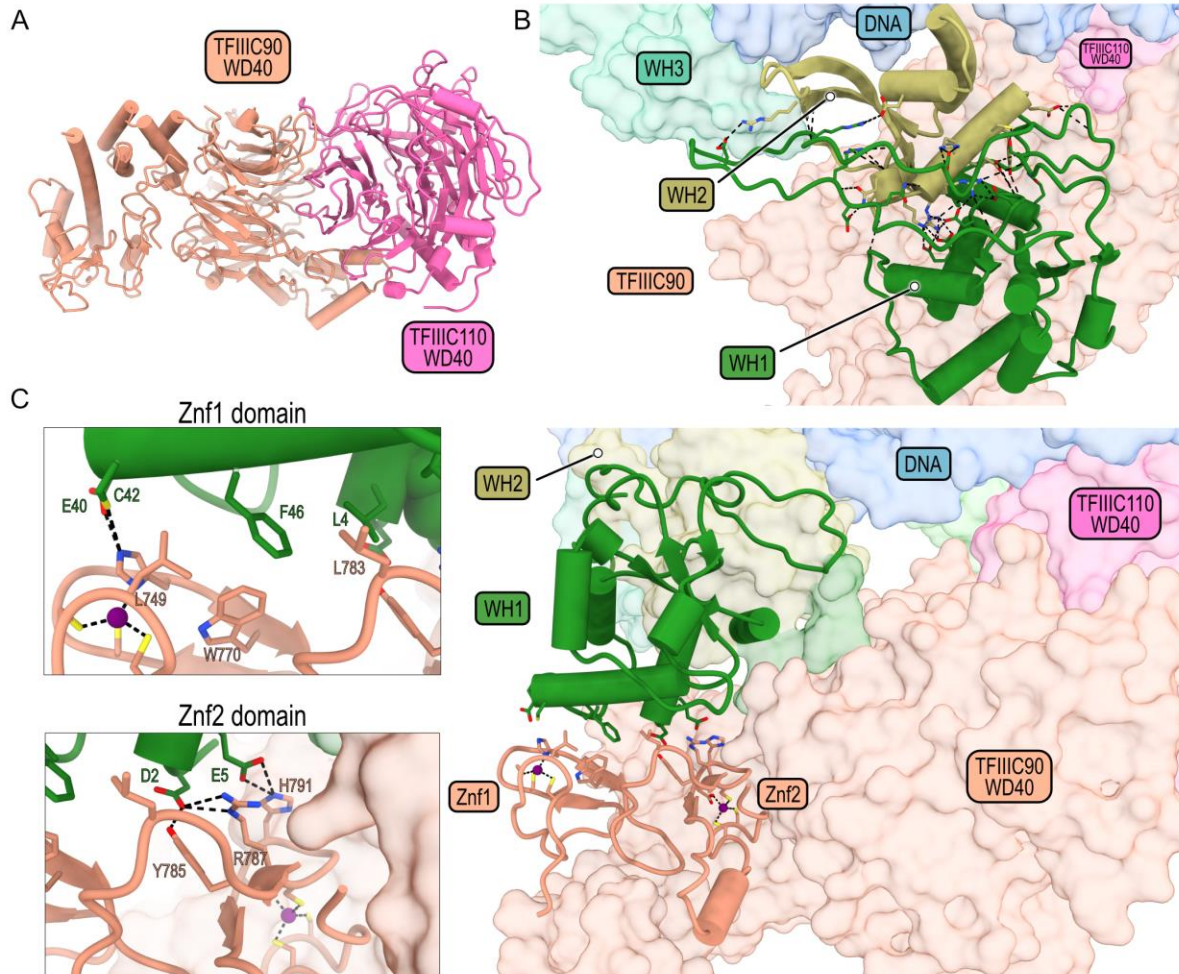 A
TFIIIC90
WD40
TFIIIC110
WD40
B
DNA
TFIIIC110
WD40
WH3
WH2
TFIIIC90
WH1
C
Znf1 domain
E40
C42
F46
L4
L783
L749
W770
Znf2 domain
D2
E5
H791
Y785
R787
WH2
DNA
TFIIIC110
WD40
WH1
Znf1
Znf2
TFIIIC90
WD40